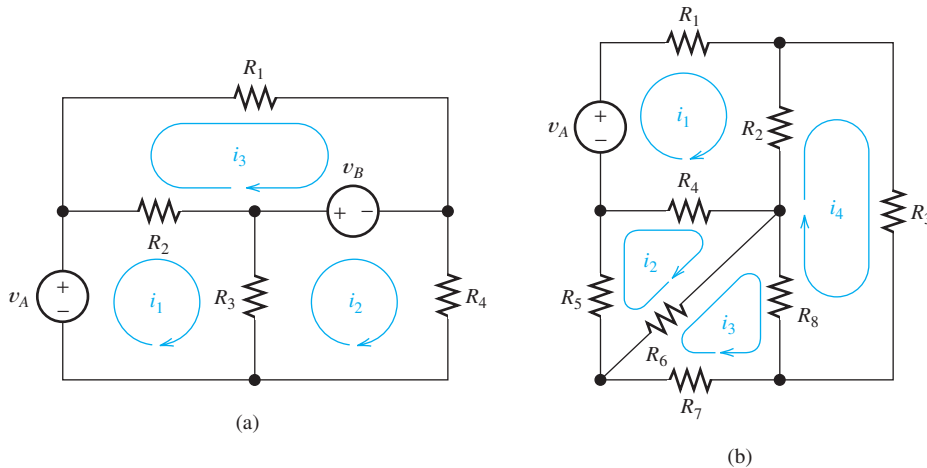 R1
i3
vB
+ −
R2
vA
+
−
i1
R3
i2
R4
(a)
R1
vA
+
−
i1
R2
R4
i4
R3
i2
R5
R6
i3
R8
R7
(b)